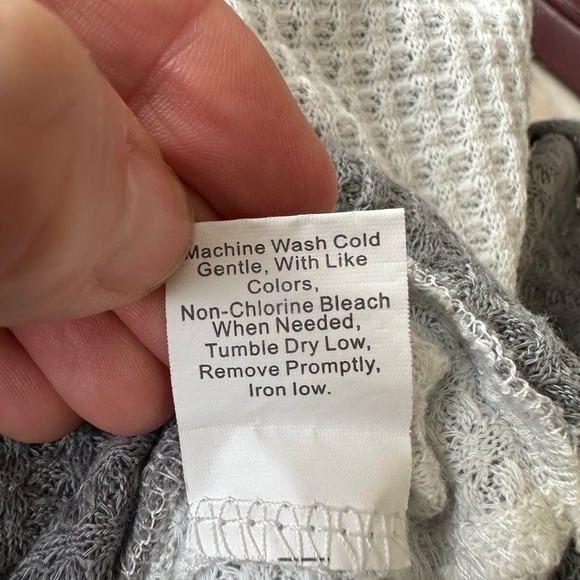 Machine Wash Cold
Gentle, With Like
Colors,
Non-Chlorine Bleach
When Needed,
Tumble Dry Low,
Remove Promptly,
Iron low.